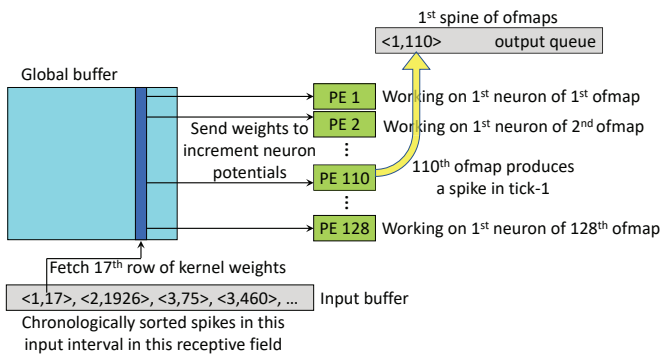 1st spine of ofmaps
<1,110> output queue
Global buffer
PE 1 Working on 1st neuron of 1st ofmap
PE 2 Working on 1st neuron of 2nd ofmap
Send weights to
increment neuron
potentials
⋮
PE 110
110th ofmap produces
a spike in tick-1
⋮
PE 128 Working on 1st neuron of 128th ofmap
Fetch 17th row of kernel weights
<1,17>, <2,1926>, <3,75>, <3,460>, ... Input buffer
Chronologically sorted spikes in this
input interval in this receptive field